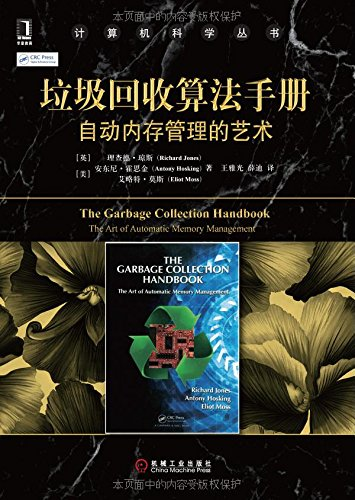 本页面中的内容受版权保护
计算机科学丛书
华章教育
CRC Press
垃圾回收算法手册
自动内存管理的艺术
[英] 理查德·琼斯 (Richard Jones)
[美] 安东尼·霍思金 (Antony Hosking) 著 王雅光 薛迪 译
艾略特·莫斯 (Eliot Moss)
The Garbage Collection Handbook
The Art of Automatic Memory Management
THE
GARBAGE COLLECTION
HANDBOOK
The Art of Automatic Memory Management
Richard Jones
Antony Hosking
Eliot Moss
CRC Press
机械工业出版社
China Machine Press
本页面中的内容受版权保护